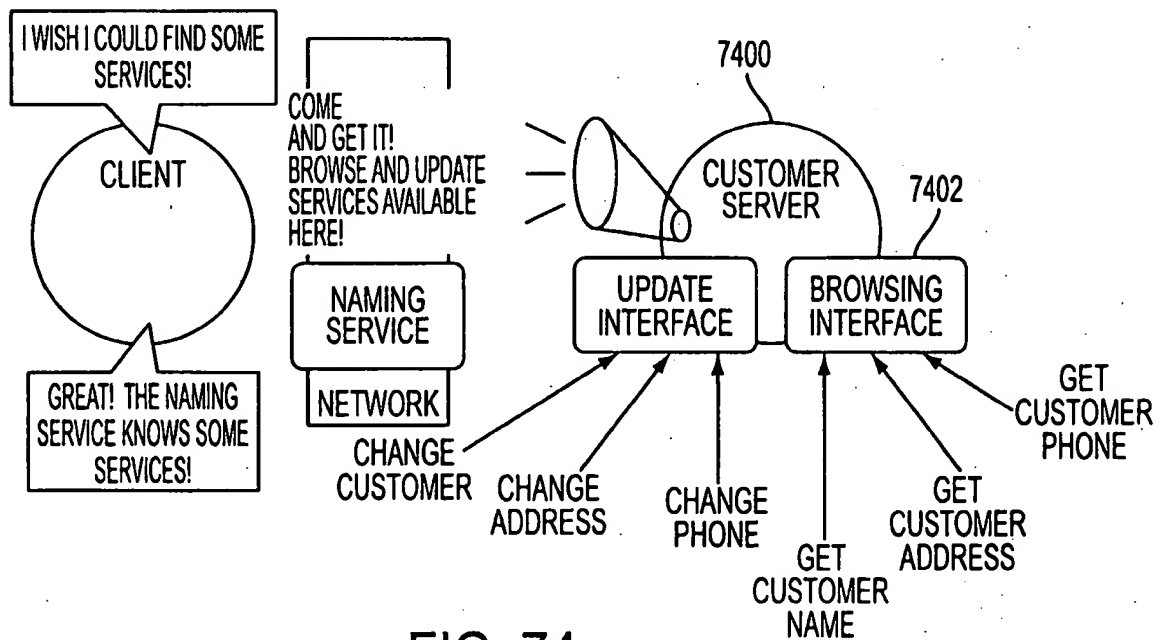 I WISH I COULD FIND SOME
SERVICES!
CLIENT
GREAT! THE NAMING
SERVICE KNOWS SOME
SERVICES!
COME
AND GET IT!
BROWSE AND UPDATE
SERVICES AVAILABLE
HERE!
NAMING
SERVICE
NETWORK
7400
CUSTOMER
SERVER
7402
UPDATE
INTERFACE
BROWSING
INTERFACE
CHANGE
CUSTOMER
CHANGE
ADDRESS
CHANGE
PHONE
GET
CUSTOMER
NAME
GET
CUSTOMER
ADDRESS
GET
CUSTOMER
PHONE
FIG. 74